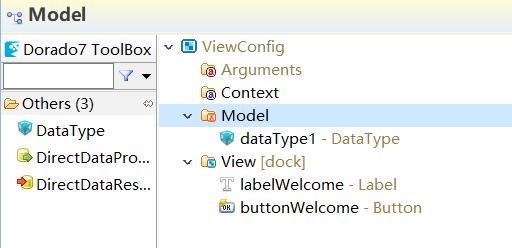 Model
Dorado7 ToolBox
Others (3)
DataType
DirectDataPro...
DirectDataRes...
ViewConfig
Arguments
Context
Model
dataType1 - DataType
View [dock]
labelWelcome - Label
buttonWelcome - Button